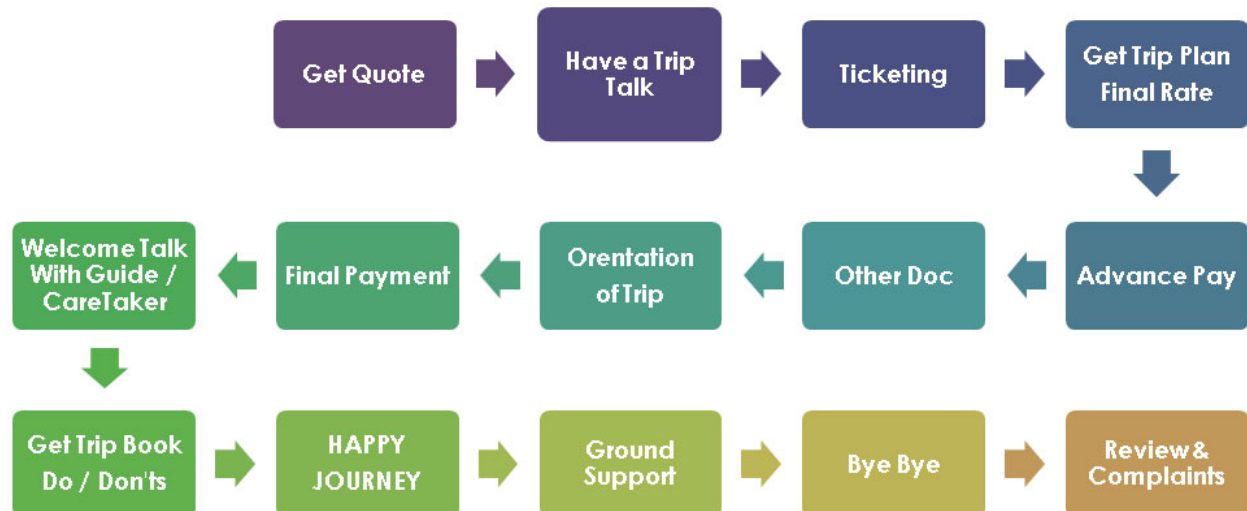 Get Quote
Have a Trip
Talk
Ticketing
Get Trip Plan
Final Rate
Advance Pay
Other Doc
Orentation
of Trip
Final Payment
Welcome Talk
With Guide /
CareTaker
Get Trip Book
Do / Don'ts
HAPPY
JOURNEY
Ground
Support
Bye Bye
Review &
Complaints